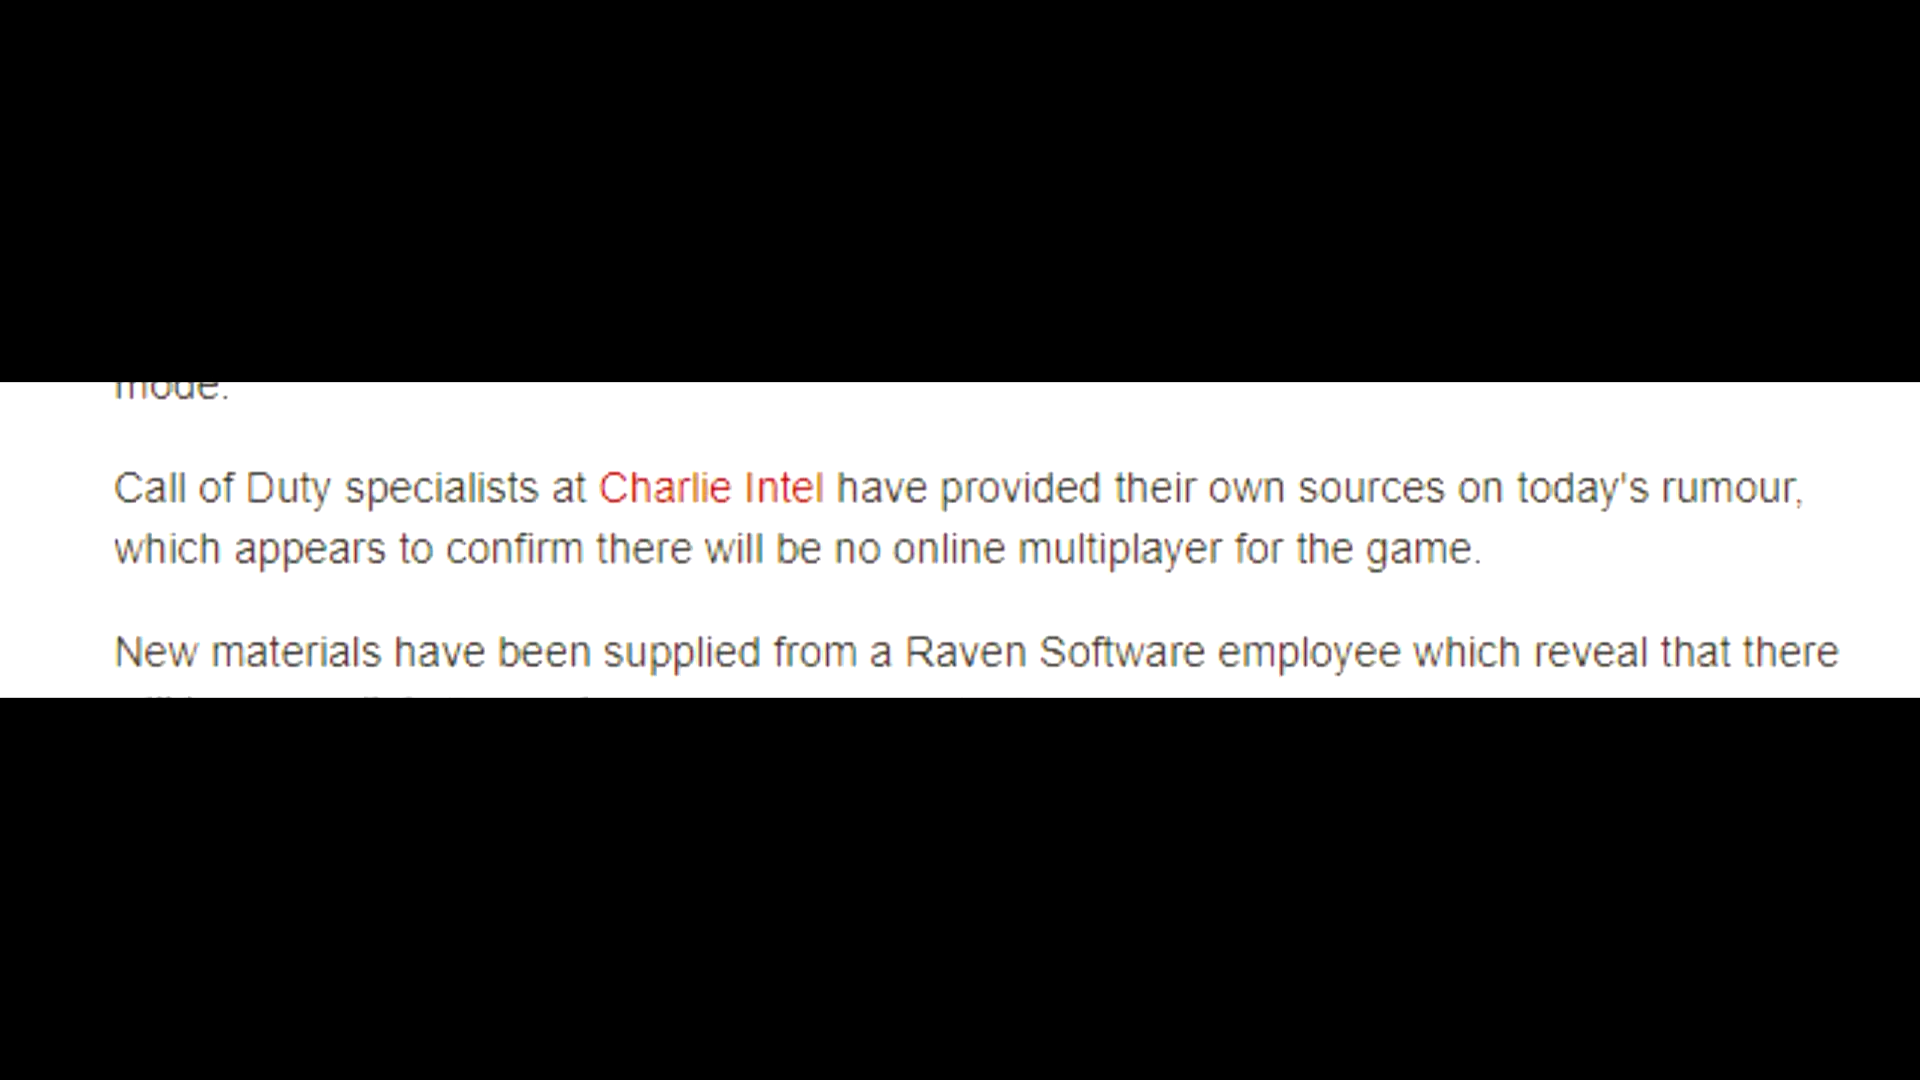 mode.
Call of Duty specialists at Charlie Intel have provided their own sources on today's rumour,
which appears to confirm there will be no online multiplayer for the game.
New materials have been supplied from a Raven Software employee which reveal that there